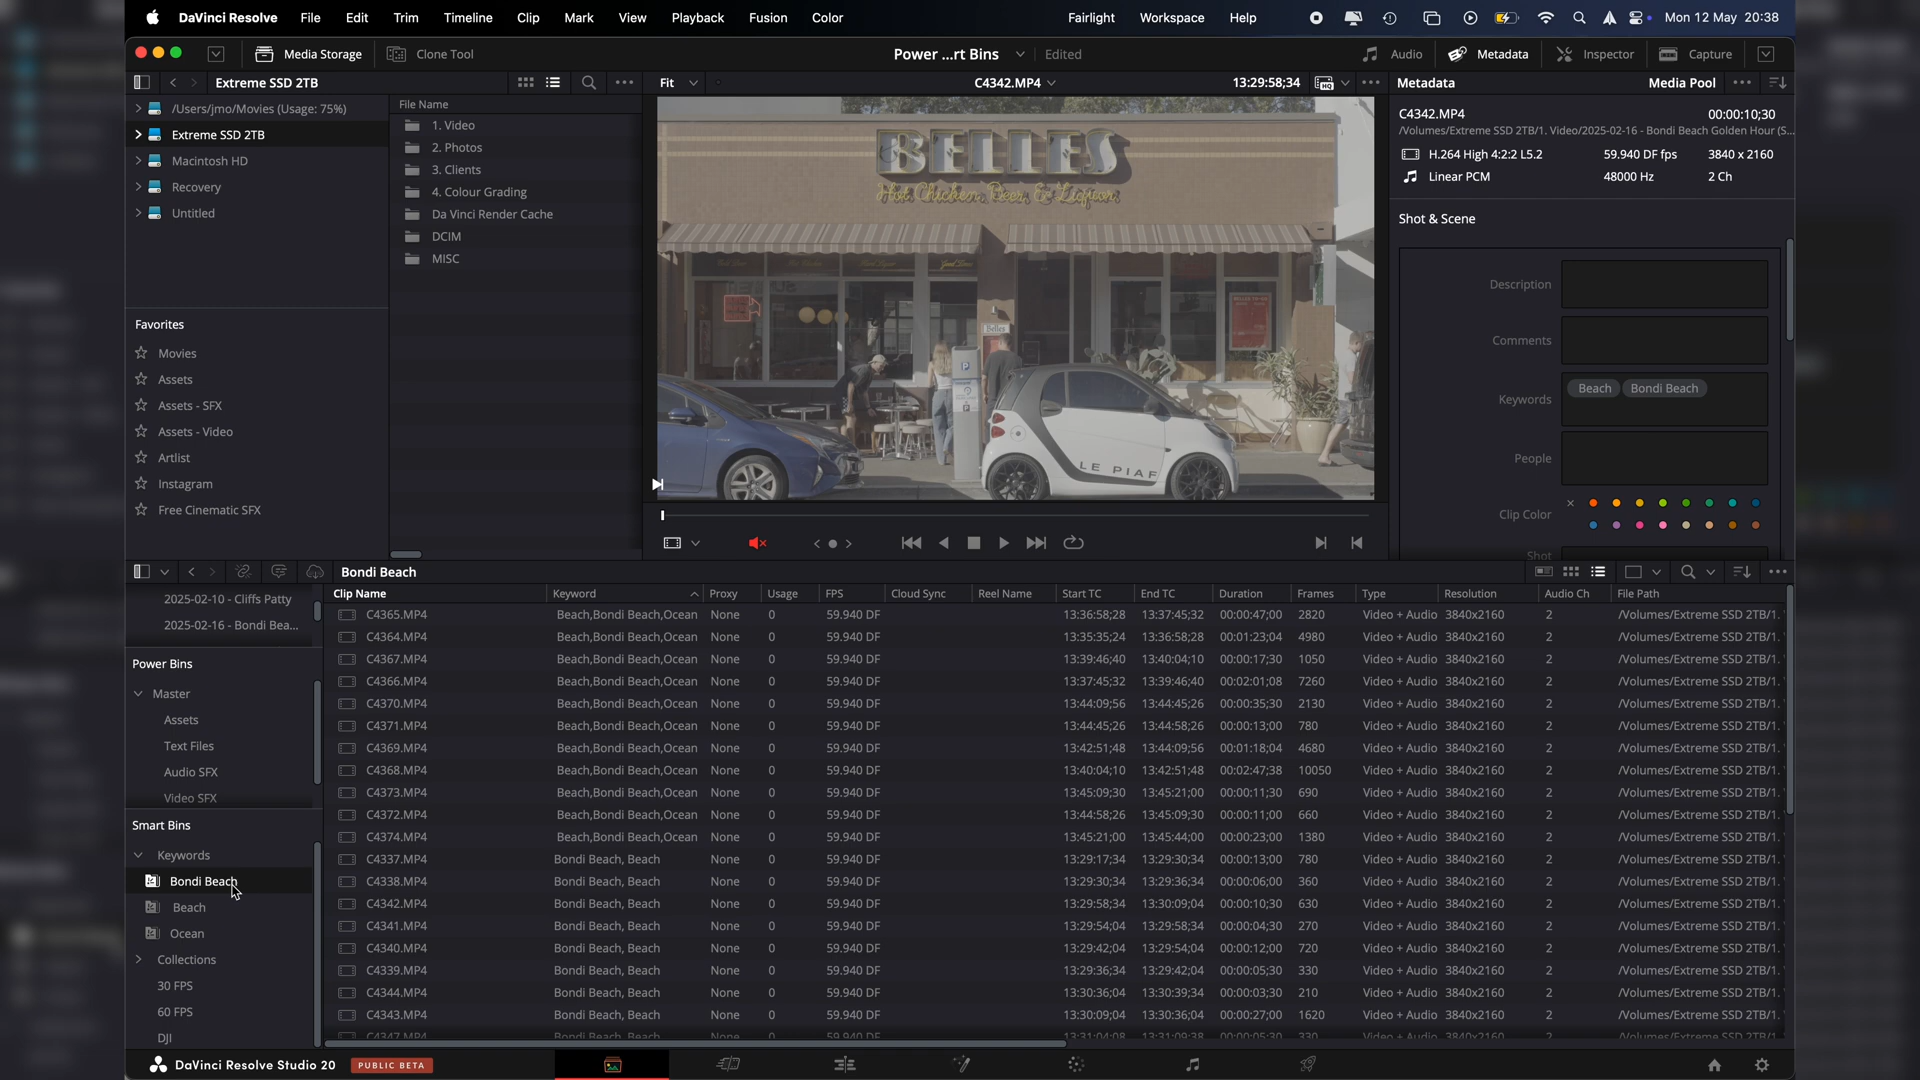 DaVinci Resolve File Edit Trim Timeline Clip Mark View Playback Fusion Color Fairlight Workspace Help Mon 12 May 20:38
Media Storage Clone Tool Power ...rt Bins Edited Audio Metadata Inspector Capture
Extreme SSD 2TB Fit C4342.MP4 13:29:58;34 HQ Metadata Media Pool
/Users/jmo/Movies (Usage: 75%)
Extreme SSD 2TB
Macintosh HD
Recovery
Untitled
Favorites
Movies
Assets
Assets - SFX
Assets - Video
Artlist
Instagram
Free Cinematic SFX
File Name
1. Video
2. Photos
3. Clients
4. Colour Grading
Da Vinci Render Cache
DCIM
MISC
BELLES
Hot Chicken, Beer, & Liquor
Belles
LE PIAF
C4342.MP4 00:00:10;30
/Volumes/Extreme SSD 2TB/1. Video/2025-02-16 - Bondi Beach Golden Hour (S...
H.264 High 4:2:2 L5.2 59.940 DF fps 3840 x 2160
Linear PCM 48000 Hz 2 Ch
Shot & Scene
Description
Comments
Keywords Beach Bondi Beach
People
Clip Color
Shot
Bondi Beach
2025-02-10 - Cliffs Patty
2025-02-16 - Bondi Bea...
Power Bins
Master
Assets
Text Files
Audio SFX
Video SFX
Smart Bins
Keywords
Bondi Beach
Beach
Ocean
Collections
30 FPS
60 FPS
DJI
Clip Name Keyword Proxy Usage FPS Cloud Sync Reel Name Start TC End TC Duration Frames Type Resolution Audio Ch File Path
C4365.MP4 Beach,Bondi Beach,Ocean None 0 59.940 DF 13:36:58;28 13:37:45;32 00:00:47;00 2820 Video + Audio 3840x2160 2 /Volumes/Extreme SSD 2TB/1.
C4364.MP4 Beach,Bondi Beach,Ocean None 0 59.940 DF 13:35:35;24 13:36:58;28 00:01:23;04 4980 Video + Audio 3840x2160 2 /Volumes/Extreme SSD 2TB/1.
C4367.MP4 Beach,Bondi Beach,Ocean None 0 59.940 DF 13:39:46;40 13:40:04;10 00:00:17;30 1050 Video + Audio 3840x2160 2 /Volumes/Extreme SSD 2TB/1.
C4366.MP4 Beach,Bondi Beach,Ocean None 0 59.940 DF 13:37:45;32 13:39:46;40 00:02:01;08 7260 Video + Audio 3840x2160 2 /Volumes/Extreme SSD 2TB/1.
C4370.MP4 Beach,Bondi Beach,Ocean None 0 59.940 DF 13:44:09;56 13:44:45;26 00:00:35;30 2130 Video + Audio 3840x2160 2 /Volumes/Extreme SSD 2TB/1.
C4371.MP4 Beach,Bondi Beach,Ocean None 0 59.940 DF 13:44:45;26 13:44:58;26 00:00:13;00 780 Video + Audio 3840x2160 2 /Volumes/Extreme SSD 2TB/1.
C4369.MP4 Beach,Bondi Beach,Ocean None 0 59.940 DF 13:42:51;48 13:44:09;56 00:01:18;04 4680 Video + Audio 3840x2160 2 /Volumes/Extreme SSD 2TB/1.
C4368.MP4 Beach,Bondi Beach,Ocean None 0 59.940 DF 13:40:04;10 13:42:51;48 00:02:47;38 10050 Video + Audio 3840x2160 2 /Volumes/Extreme SSD 2TB/1.
C4373.MP4 Beach,Bondi Beach,Ocean None 0 59.940 DF 13:45:09;30 13:45:21;00 00:00:11;30 690 Video + Audio 3840x2160 2 /Volumes/Extreme SSD 2TB/1.
C4372.MP4 Beach,Bondi Beach,Ocean None 0 59.940 DF 13:44:58;26 13:45:09;30 00:00:11;00 660 Video + Audio 3840x2160 2 /Volumes/Extreme SSD 2TB/1.
C4374.MP4 Beach,Bondi Beach,Ocean None 0 59.940 DF 13:45:21;00 13:45:44;00 00:00:23;00 1380 Video + Audio 3840x2160 2 /Volumes/Extreme SSD 2TB/1.
C4337.MP4 Bondi Beach, Beach None 0 59.940 DF 13:29:17;34 13:29:30;34 00:00:13;00 780 Video + Audio 3840x2160 2 /Volumes/Extreme SSD 2TB/1.
C4338.MP4 Bondi Beach, Beach None 0 59.940 DF 13:29:30;34 13:29:36;34 00:00:06;00 360 Video + Audio 3840x2160 2 /Volumes/Extreme SSD 2TB/1.
C4342.MP4 Bondi Beach, Beach None 0 59.940 DF 13:29:58;34 13:30:09;04 00:00:10;30 630 Video + Audio 3840x2160 2 /Volumes/Extreme SSD 2TB/1.
C4341.MP4 Bondi Beach, Beach None 0 59.940 DF 13:29:54;04 13:29:58;34 00:00:04;30 270 Video + Audio 3840x2160 2 /Volumes/Extreme SSD 2TB/1.
C4340.MP4 Bondi Beach, Beach None 0 59.940 DF 13:29:42;04 13:29:54;04 00:00:12;00 720 Video + Audio 3840x2160 2 /Volumes/Extreme SSD 2TB/1.
C4339.MP4 Bondi Beach, Beach None 0 59.940 DF 13:29:36;34 13:29:42;04 00:00:05;30 330 Video + Audio 3840x2160 2 /Volumes/Extreme SSD 2TB/1.
C4344.MP4 Bondi Beach, Beach None 0 59.940 DF 13:30:36;04 13:30:39;34 00:00:03;30 210 Video + Audio 3840x2160 2 /Volumes/Extreme SSD 2TB/1.
C4343.MP4 Bondi Beach, Beach None 0 59.940 DF 13:30:09;04 13:30:36;04 00:00:27;00 1620 Video + Audio 3840x2160 2 /Volumes/Extreme SSD 2TB/1.
C4347.MP4 Bondi Beach, Beach None 0 59.940 DF 13:31:04;08 13:31:09;38 00:00:05;30 330 Video + Audio 3840x2160 2 /Volumes/Extreme SSD 2TB/1.
DaVinci Resolve Studio 20 PUBLIC BETA